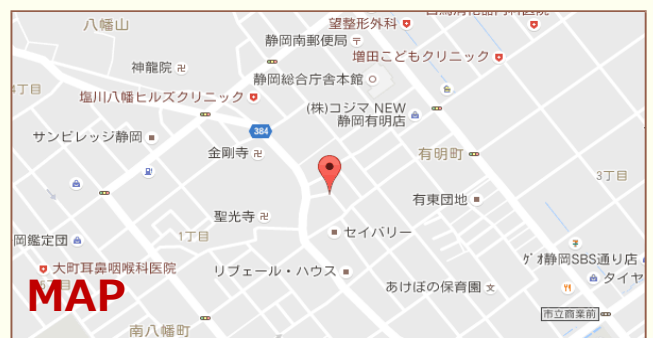 八幡山
望整形外科
静岡南郵便局
増田こどもクリニック
神龍院
静岡総合庁舎本館
丁目
塩川八幡ヒルズクリニック
(株)コジマ NEW
静岡有明店
384
サンビレッジ静岡
金剛寺
有明町
3丁目
有東団地
聖光寺
セイバリー
1丁目
岡鑑定団
静岡SBS通り店
大町耳鼻咽喉科医院
リブェール・ハウス
タイヤ
あけぼの保育園
MAP
市立商業前
南八幡町